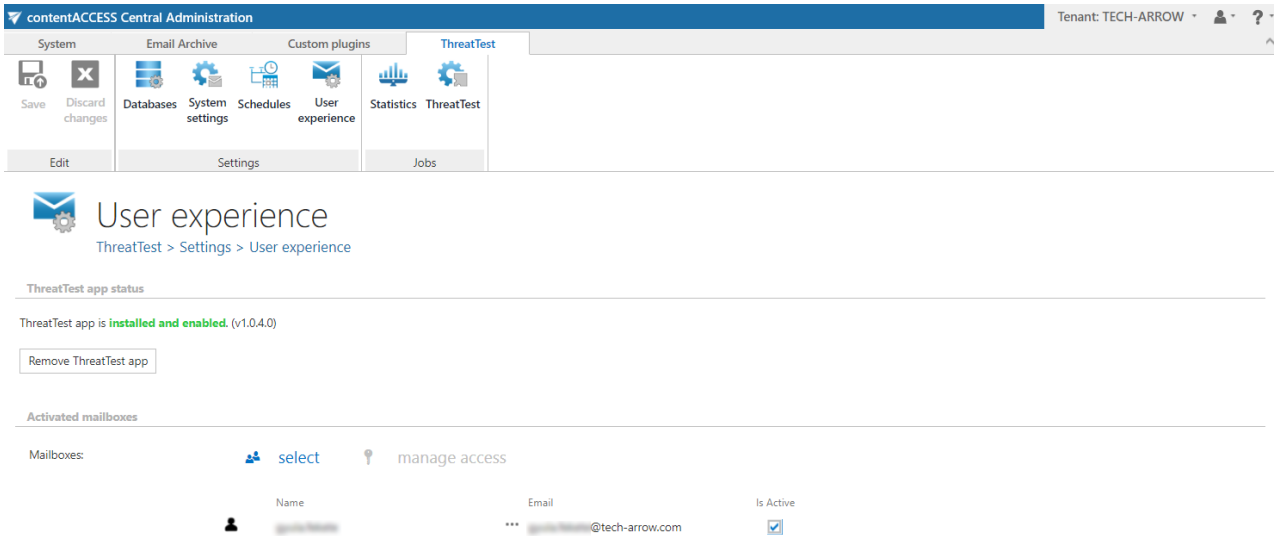 contentACCESS Central Administration
Tenant: TECH-ARROW
?
System Email Archive Custom plugins ThreatTest
Save Discard changes Databases System settings Schedules User experience Statistics ThreatTest
Edit Settings Jobs
User experience
ThreatTest > Settings > User experience
ThreatTest app status
ThreatTest app is installed and enabled. (v1.0.4.0)
Remove ThreatTest app
Activated mailboxes
Mailboxes: select manage access
Name Email Is Active
... @tech-arrow.com